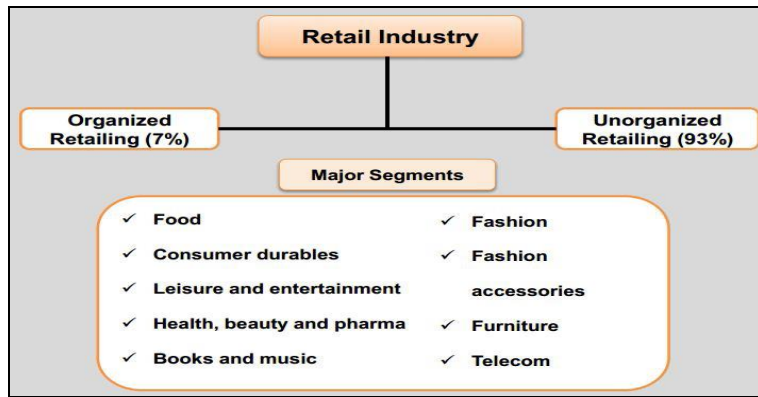 Retail Industry
Organized
Retailing (7%)
Unorganized
Retailing (93%)
Major Segments
✓ Food
✓ Consumer durables
✓ Leisure and entertainment
✓ Health, beauty and pharma
✓ Books and music
✓ Fashion
✓ Fashion
accessories
✓ Furniture
✓ Telecom